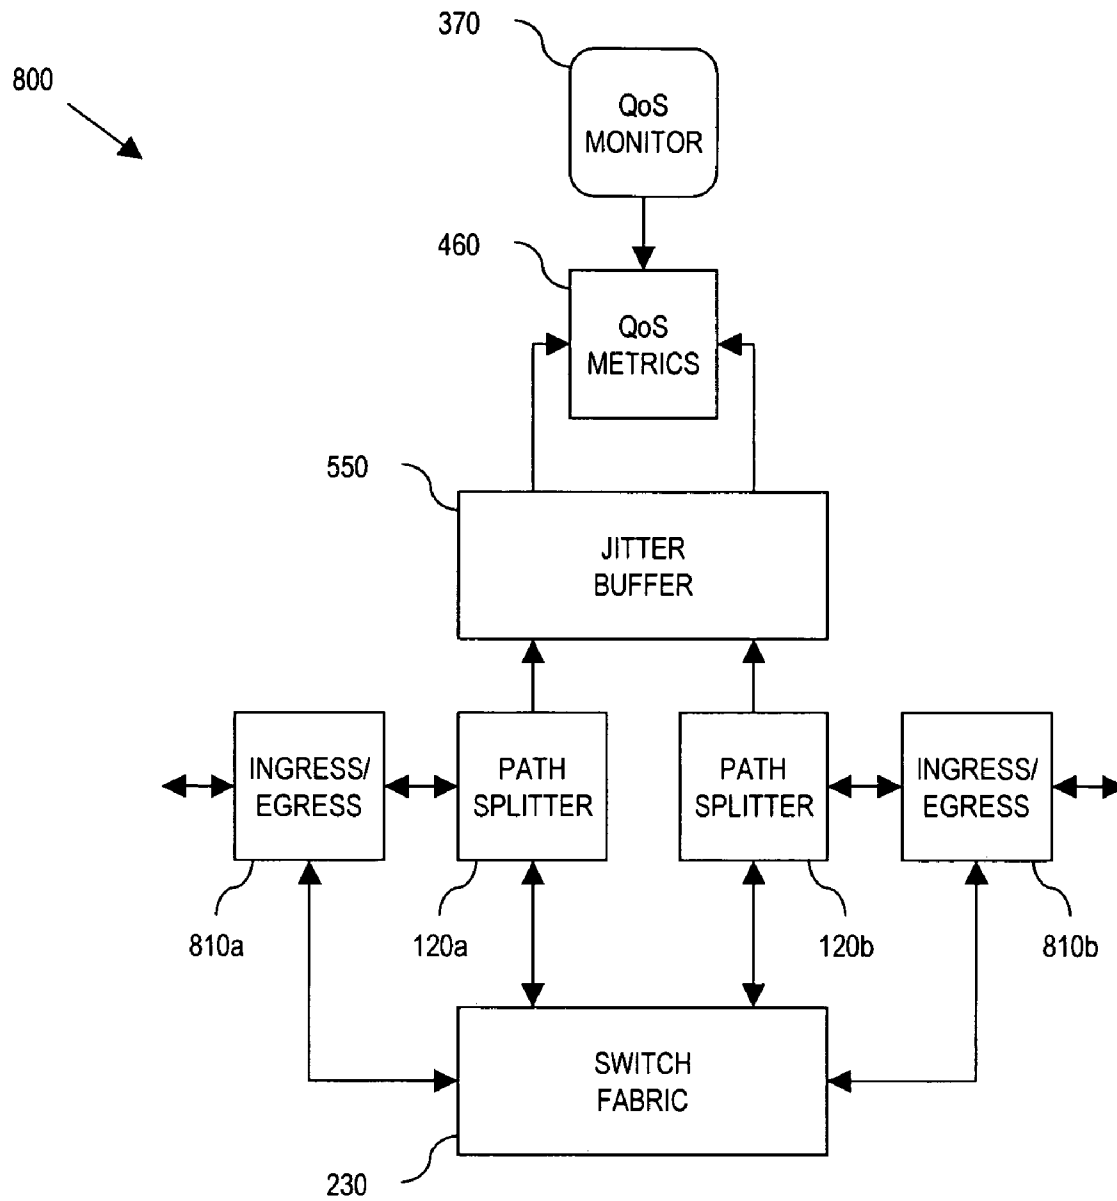 370
800
QoS
MONITOR
460
QoS
METRICS
550
JITTER
BUFFER
INGRESS/
EGRESS
PATH
SPLITTER
PATH
SPLITTER
INGRESS/
EGRESS
810a
120a
120b
810b
SWITCH
FABRIC
230